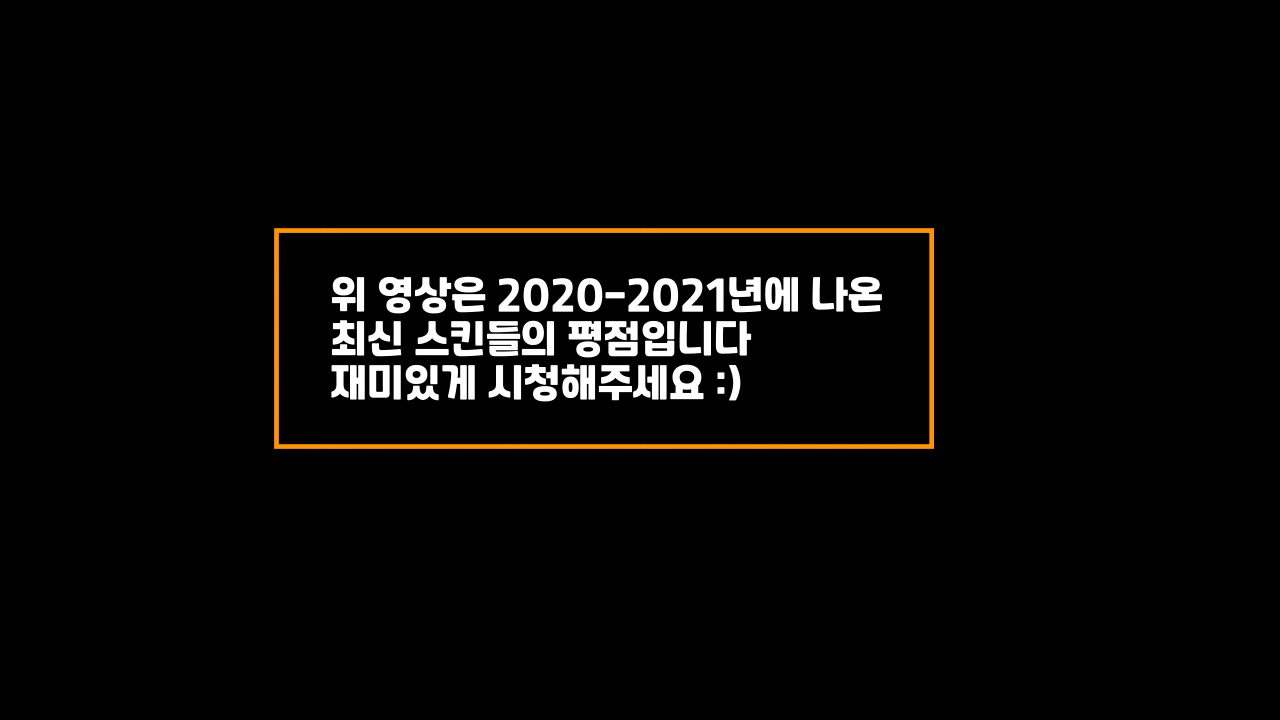 위 영상은 2020-2021년에 나온
최신 스킨들의 평점입니다
재미있게 시청해주세요 :)